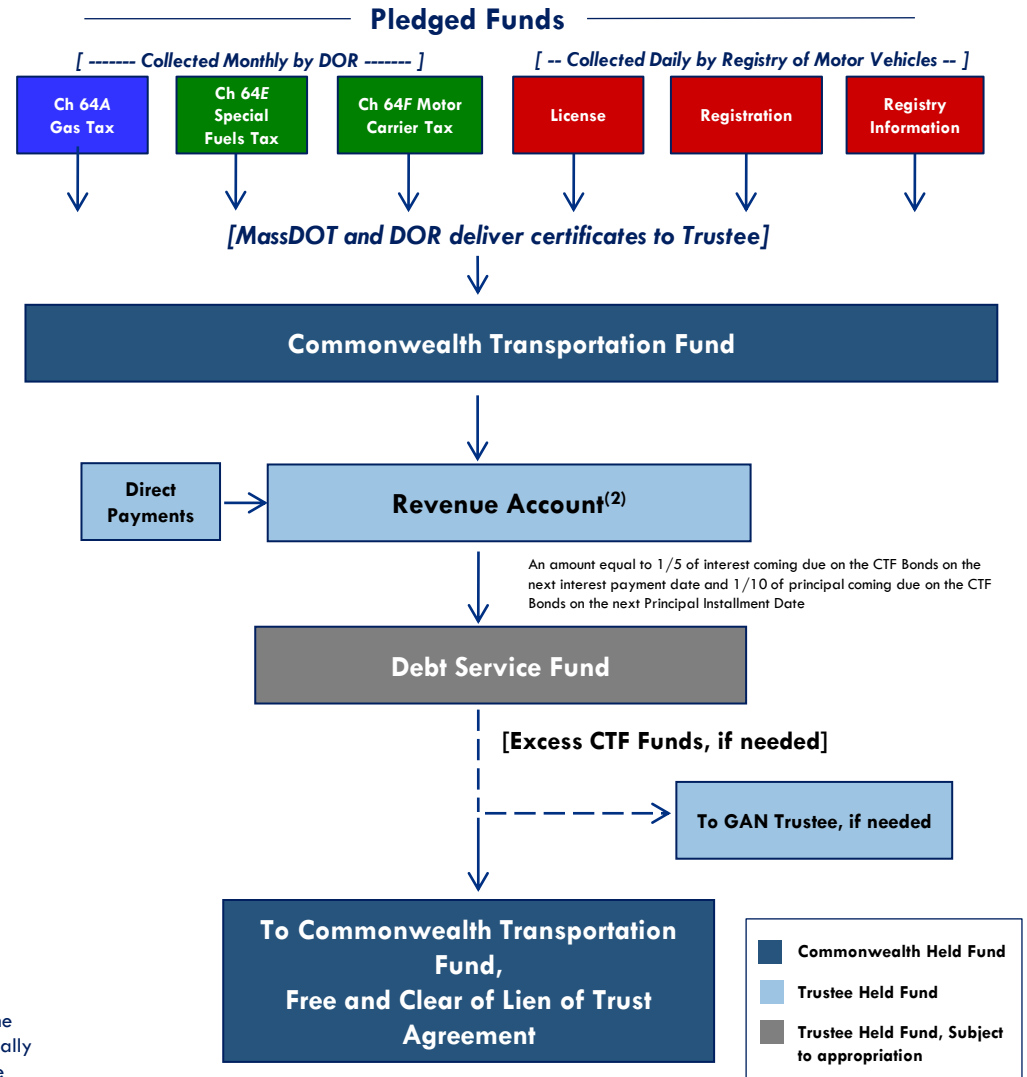 Pledged Funds
[ ------- Collected Monthly by DOR ------- ]
[ -- Collected Daily by Registry of Motor Vehicles -- ]
Ch 64A
Gas Tax
Ch 64E
Special
Fuels Tax
Ch 64F Motor
Carrier Tax
License
Registration
Registry
Information
[MassDOT and DOR deliver certificates to Trustee]
Commonwealth Transportation Fund
Direct
Payments
Revenue Account(2)
An amount equal to 1/5 of interest coming due on the CTF Bonds on the
next interest payment date and 1/10 of principal coming due on the CTF
Bonds on the next Principal Installment Date
Debt Service Fund
[Excess CTF Funds, if needed]
To GAN Trustee, if needed
To Commonwealth Transportation
Fund,
Free and Clear of Lien of Trust
Agreement
Commonwealth Held Fund
Trustee Held Fund
Trustee Held Fund, Subject
to appropriation